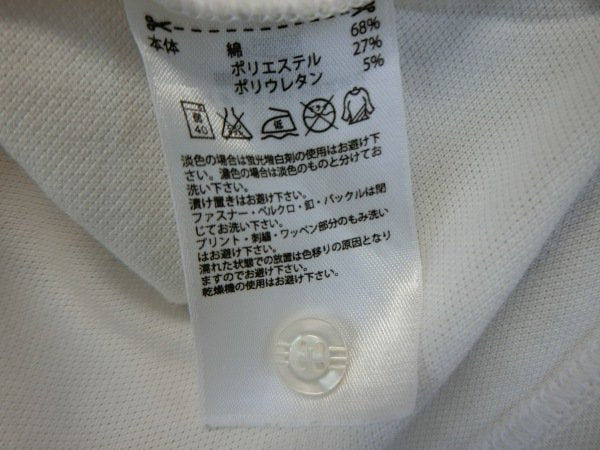 本体 綿 68%
ポリエステル 27%
ポリウレタン 5%
弱 40 低
淡色の場合は蛍光増白剤の使用はお避け下
さい。濃色の場合は淡色のものと分けてお
洗い下さい。
漬け置きはお避け下さい。
ファスナー・ベルクロ・釦・バックルは閉
じてお洗い下さい。
プリント・刺繍・ワッペン部分のもみ洗い
はお避け下さい。
濡れた状態での放置は色移りの原因となり
ますのでお避け下さい。
乾燥機の使用はお避け下さい。